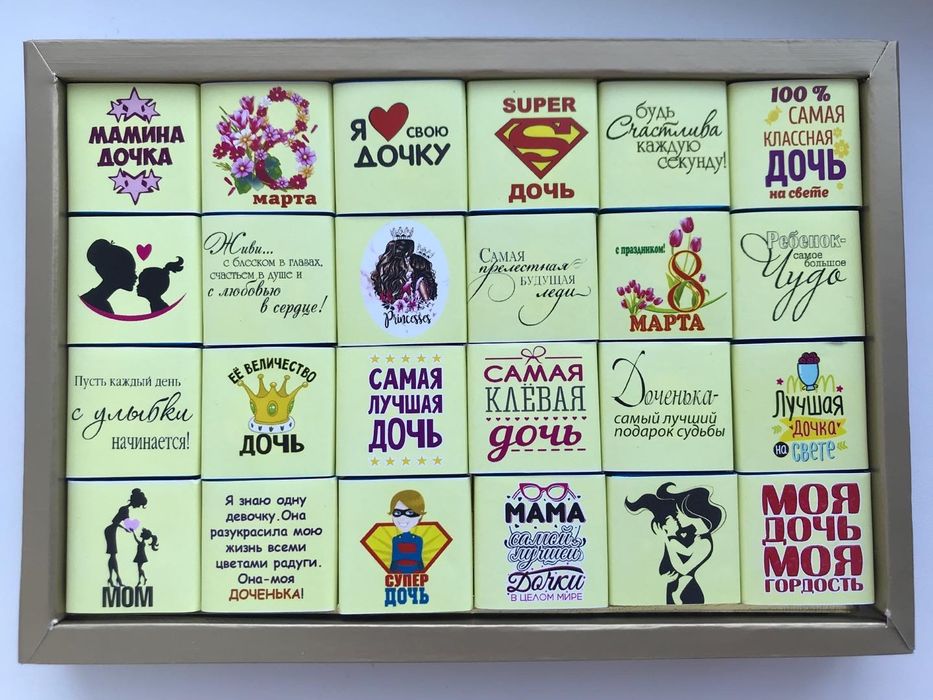 МАМИНА
ДОЧКА
8
марта
Я СВОЮ
ДОЧКУ
SUPER
S
ДОЧЬ
будь
Счастлива
каждую
секунду!
100 %
САМАЯ
КЛАССНАЯ
ДОЧЬ
на свете
Живи...
с блеском в глазах,
счастьем в душе и
с любовью
в сердце!
Princesses
Самая
прелестная
будущая
леди
с праздником!
8
МАРТА
Ребенок-
самое
большое
Чудо
Пусть каждый день
с улыбки
начинается!
ЕЁ ВЕЛИЧЕСТВО
ДОЧЬ
САМАЯ
ЛУЧШАЯ
ДОЧЬ
САМАЯ
КЛЁВАЯ
дочь
Доченька-
самый лучший
подарок судьбы
Лучшая
ДОЧКА
НА СВЕТЕ
MOM
Я знаю одну
девочку.Она
разукрасила мою
жизнь всеми
цветами радуги.
Она-моя
ДОЧЕНЬКА!
СУПЕР
ДОЧЬ
МАМА
самой
лучшей
Дочки
В ЦЕЛОМ МИРЕ
МОЯ
ДОЧЬ
МОЯ
ГОРДОСТЬ